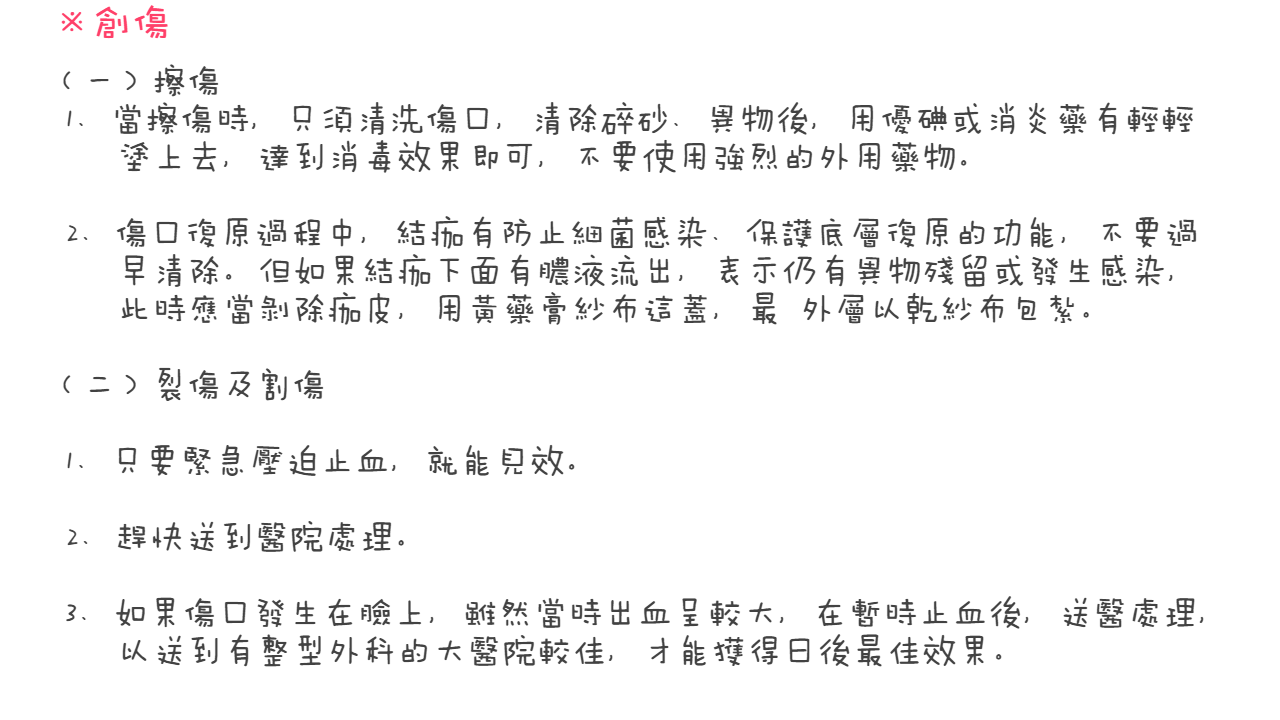 ※創傷
(一)擦傷
1、當擦傷時,只須清洗傷口,清除碎砂、異物後,用優碘或消炎藥有輕輕
塗上去,達到消毒效果即可,不要使用強烈的外用藥物。
2、傷口復原過程中,結痂有防止細菌感染、保護底層復原的功能,不要過
早清除。但如果結痂下面有膿液流出,表示仍有異物殘留或發生感染,
此時應當剝除痂皮,用黃藥膏紗布這蓋,最 外層以乾紗布包紮。
(二)裂傷及割傷
1、只要緊急壓迫止血,就能見效。
2、趕快送到醫院處理。
3、如果傷口發生在臉上,雖然當時出血呈較大,在暫時止血後,送醫處理,
以送到有整型外科的大醫院較佳,才能獲得日後最佳效果。